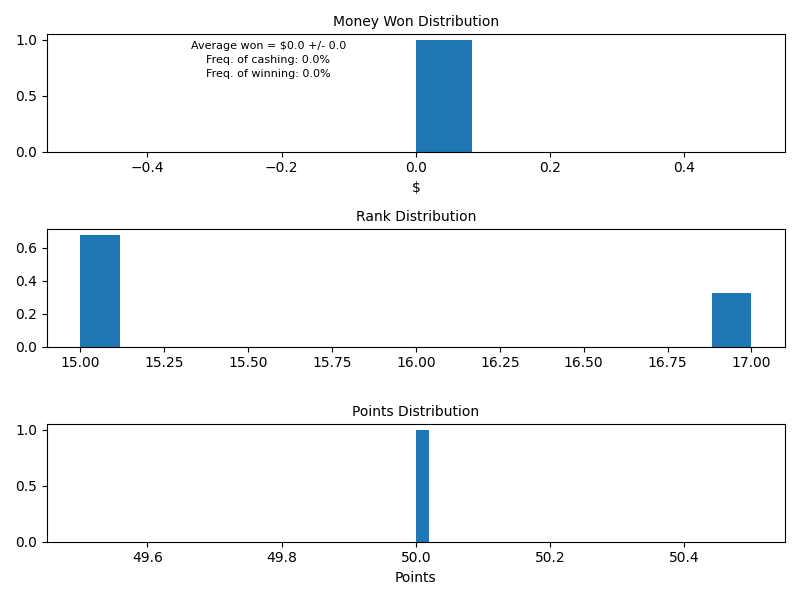 Money Won Distribution
1.0
0.5
0.0
Average won = $0.0 +/- 0.0
Freq. of cashing: 0.0%
Freq. of winning: 0.0%
−0.4 −0.2 0.0 0.2 0.4
$
Rank Distribution
0.6
0.4
0.2
0.0
15.00 15.25 15.50 15.75 16.00 16.25 16.50 16.75 17.00
Points Distribution
1.0
0.5
0.0
49.6 49.8 50.0 50.2 50.4
Points